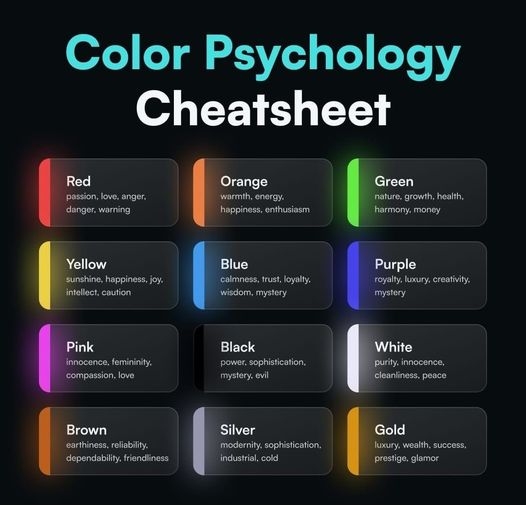 Color Psychology
Cheatsheet
Red
passion, love, anger,
danger, warning
Orange
warmth, energy,
happiness, enthusiasm
Green
nature, growth, health,
harmony, money
Yellow
sunshine, happiness, joy,
intellect, caution
Blue
calmness, trust, loyalty,
wisdom, mystery
Purple
royalty, luxury, creativity,
mystery
Pink
innocence, femininity,
compassion, love
Black
power, sophistication,
mystery, evil
White
purity, innocence,
cleanliness, peace
Brown
earthiness, reliability,
dependability, friendliness
Silver
modernity, sophistication,
industrial, cold
Gold
luxury, wealth, success,
prestige, glamor